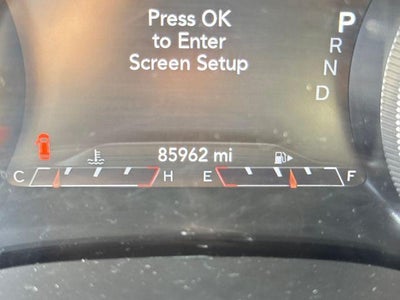 Press OK
to Enter
Screen Setup
P
R
N
D
85962 mi
C H E F